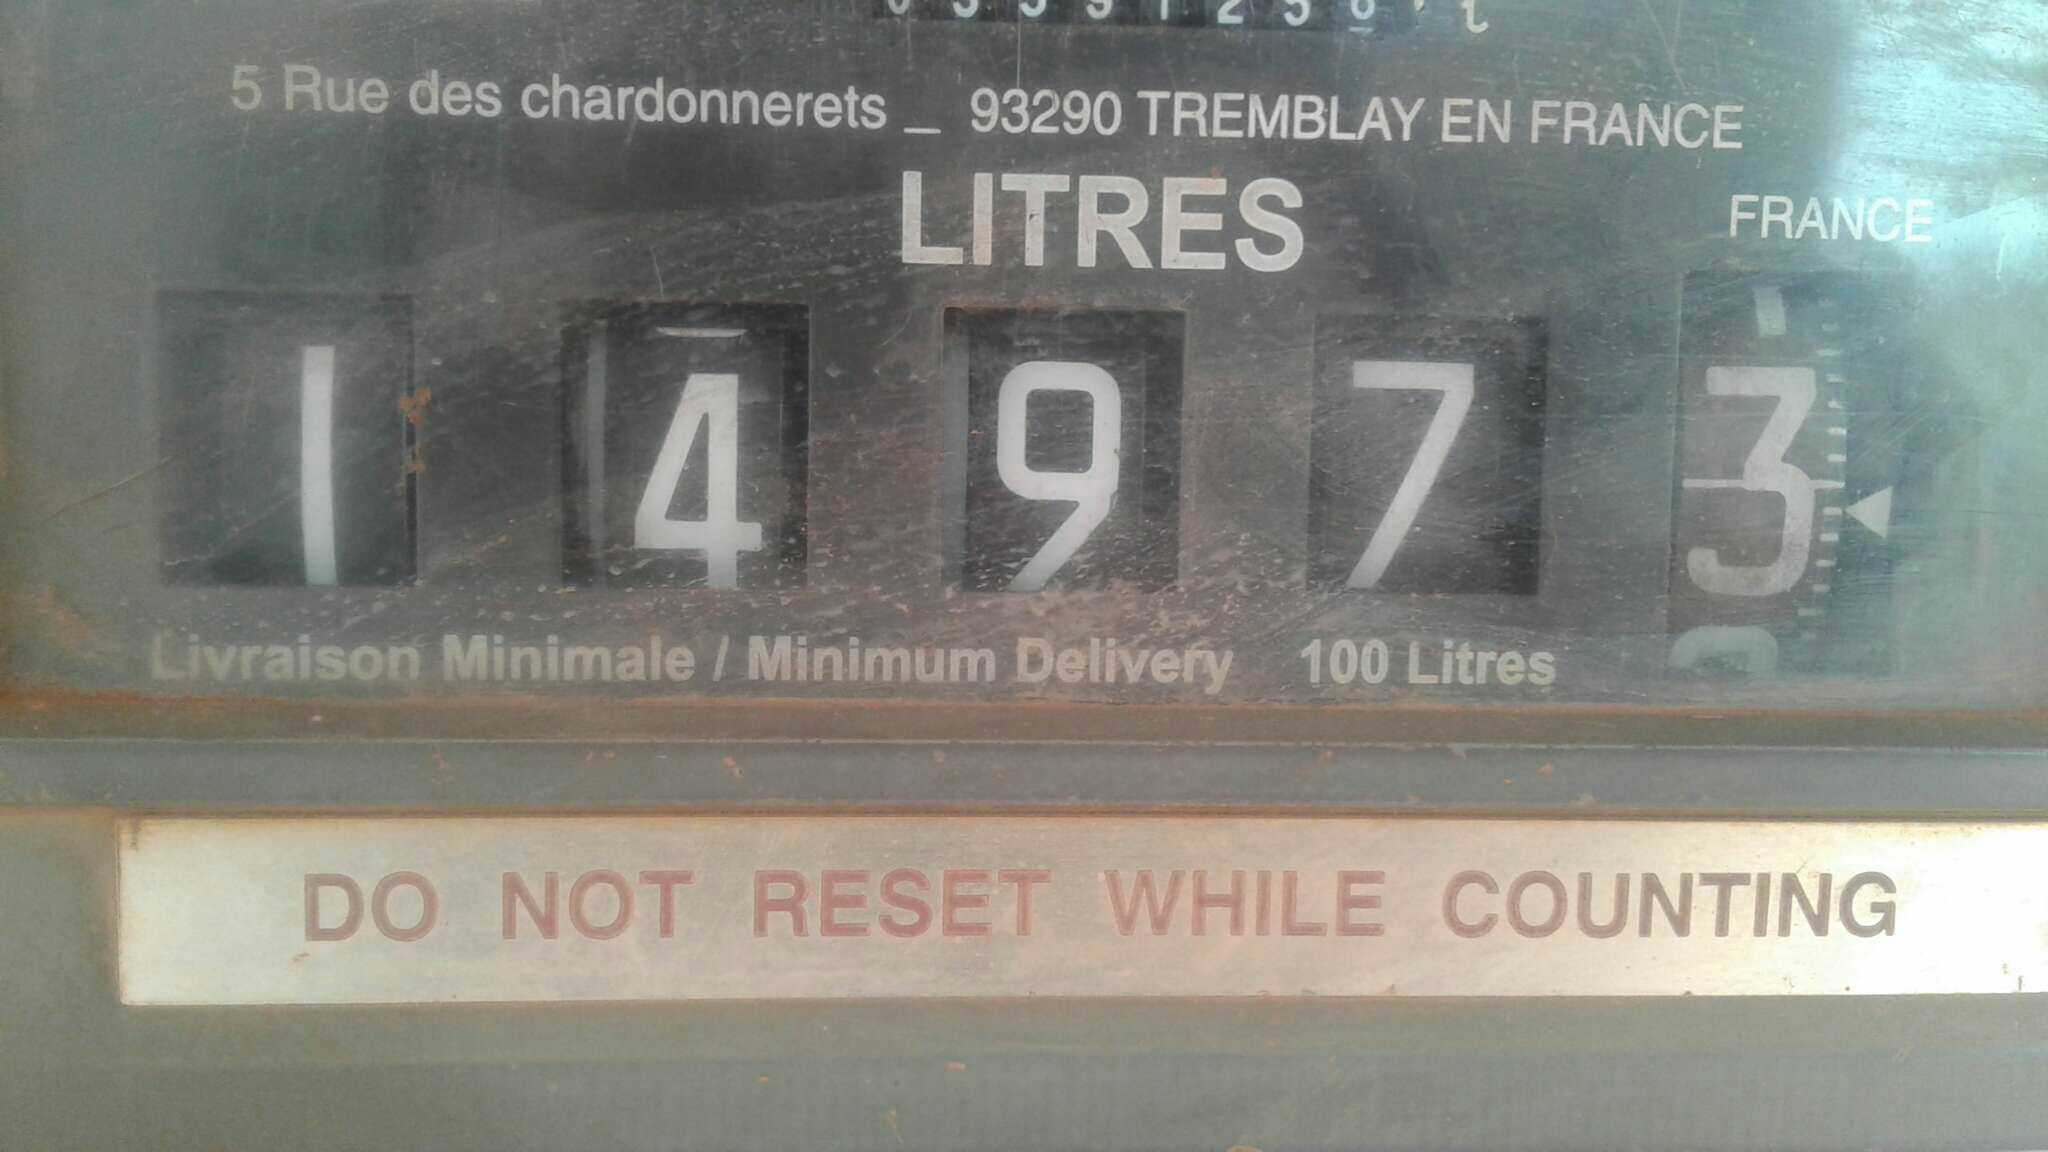 5 Rue des chardonnerets _ 93290 TREMBLAY EN FRANCE
LITRES
FRANCE
1 4 9 7 3
Livraison Minimale / Minimum Delivery 100 Litres
DO NOT RESET WHILE COUNTING